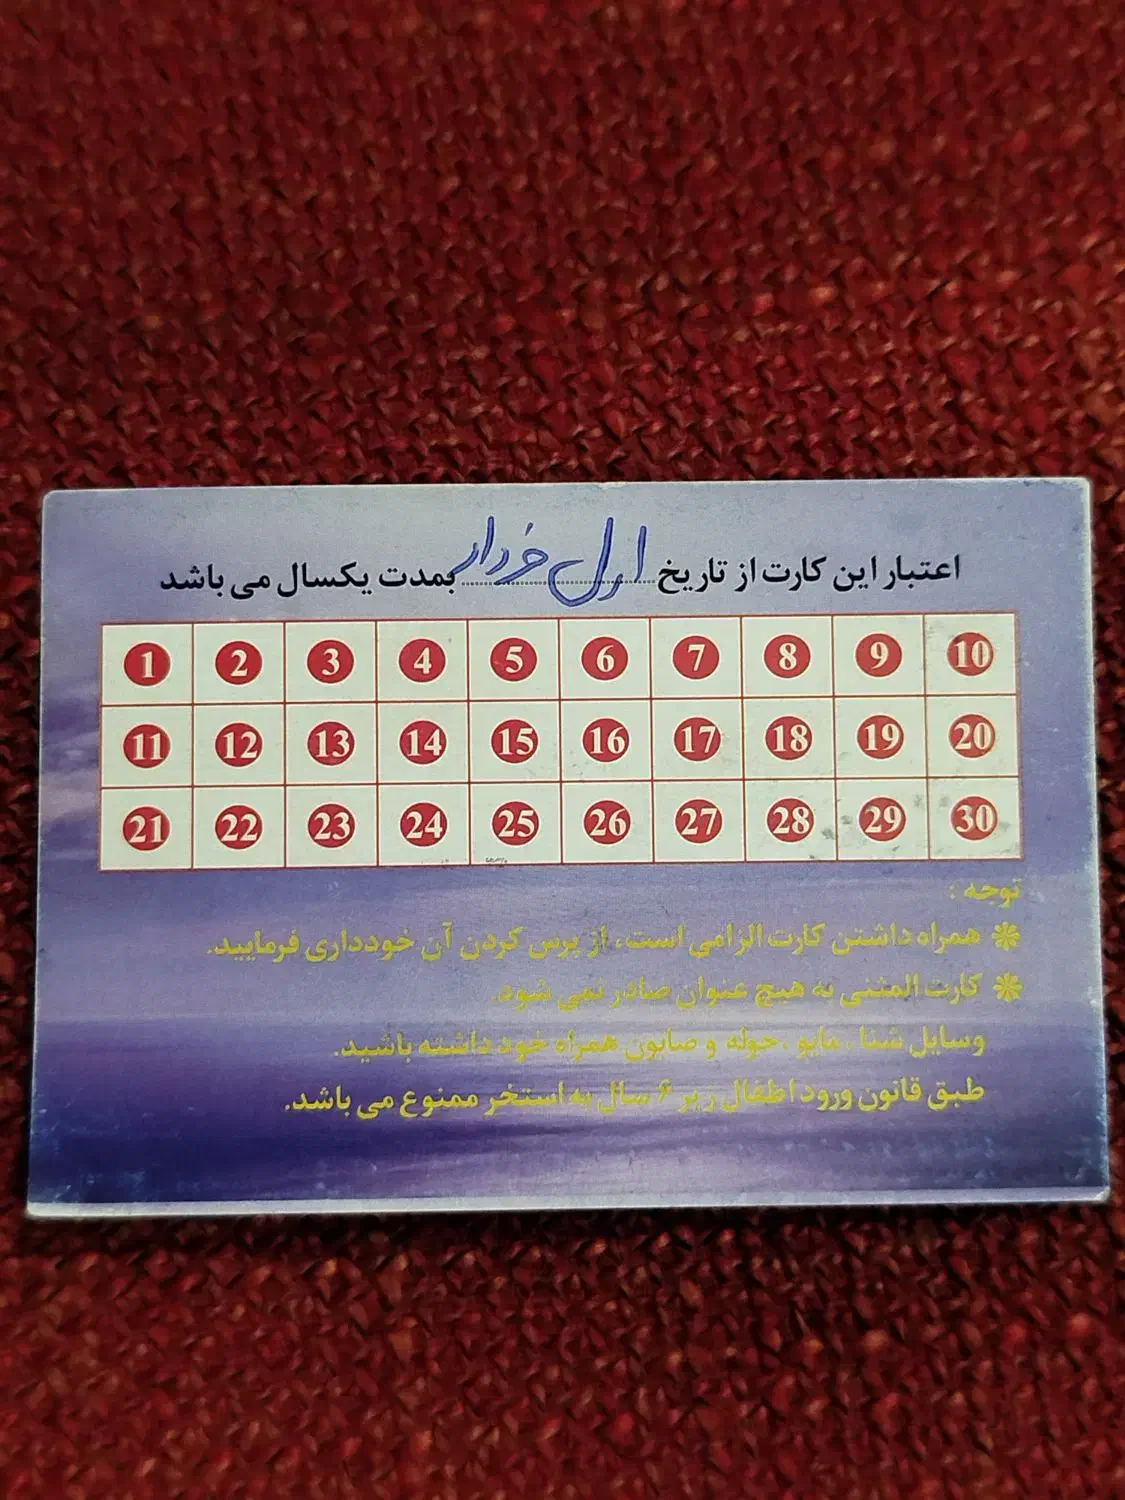 اعتبار این کارت از تاریخ اول خرداد بمدت یکسال می باشد
1 2 3 4 5 6 7 8 9 10
11 12 13 14 15 16 17 18 19 20
21 22 23 24 25 26 27 28 29 30
توجه :
❋ همراه داشتن کارت الزامی است، از پرس کردن آن خودداری فرمایید.
❋ کارت المثنی به هیچ عنوان صادر نمی شود.
وسایل شنا ، مایو ، حوله و صابون همراه خود داشته باشید.
طبق قانون ورود اطفال زیر ۶ سال به استخر ممنوع می باشد.